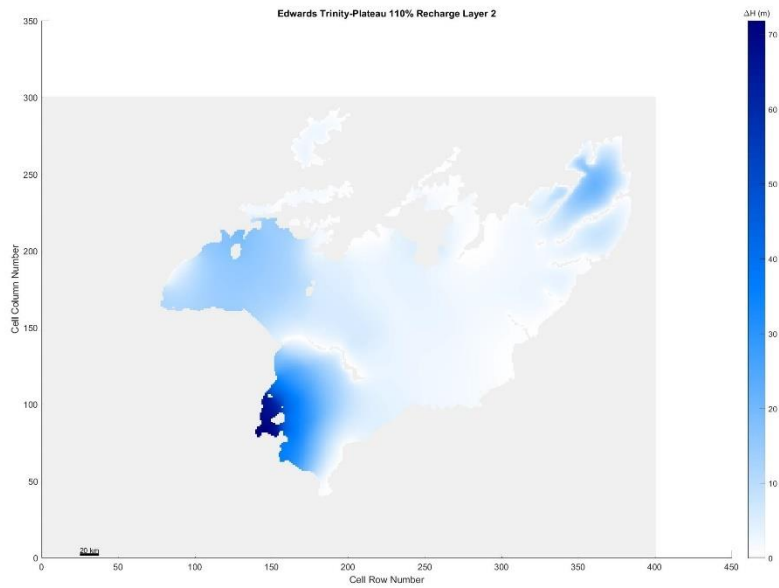 Edwards Trinity-Plateau 110% Recharge Layer 2
ΔH (m)
350
300
250
200
150
100
50
0
Cell Column Number
20 km
0 50 100 150 200 250 300 350 400 450
Cell Row Number
70
60
50
40
30
20
10
0